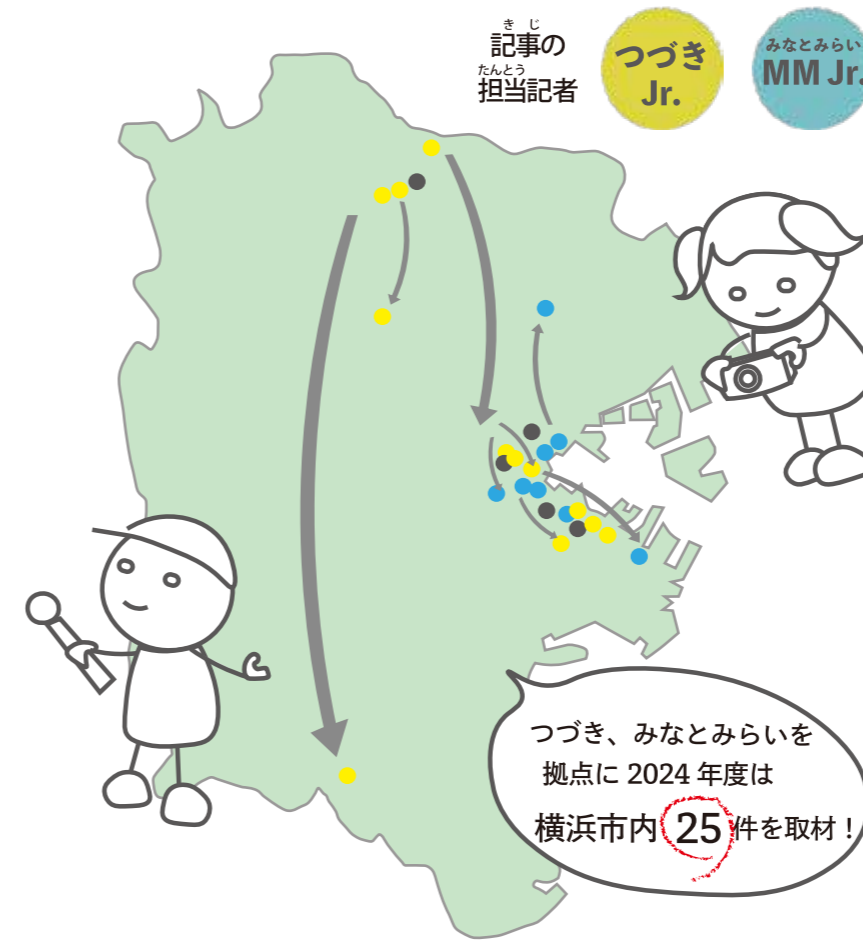 きじ
記事の
たんとう
担当記者
つづき
Jr.
みなとみらい
MM Jr.
つづき、みなとみらいを
拠点に 2024 年度は
横浜市内 25 件を取材！